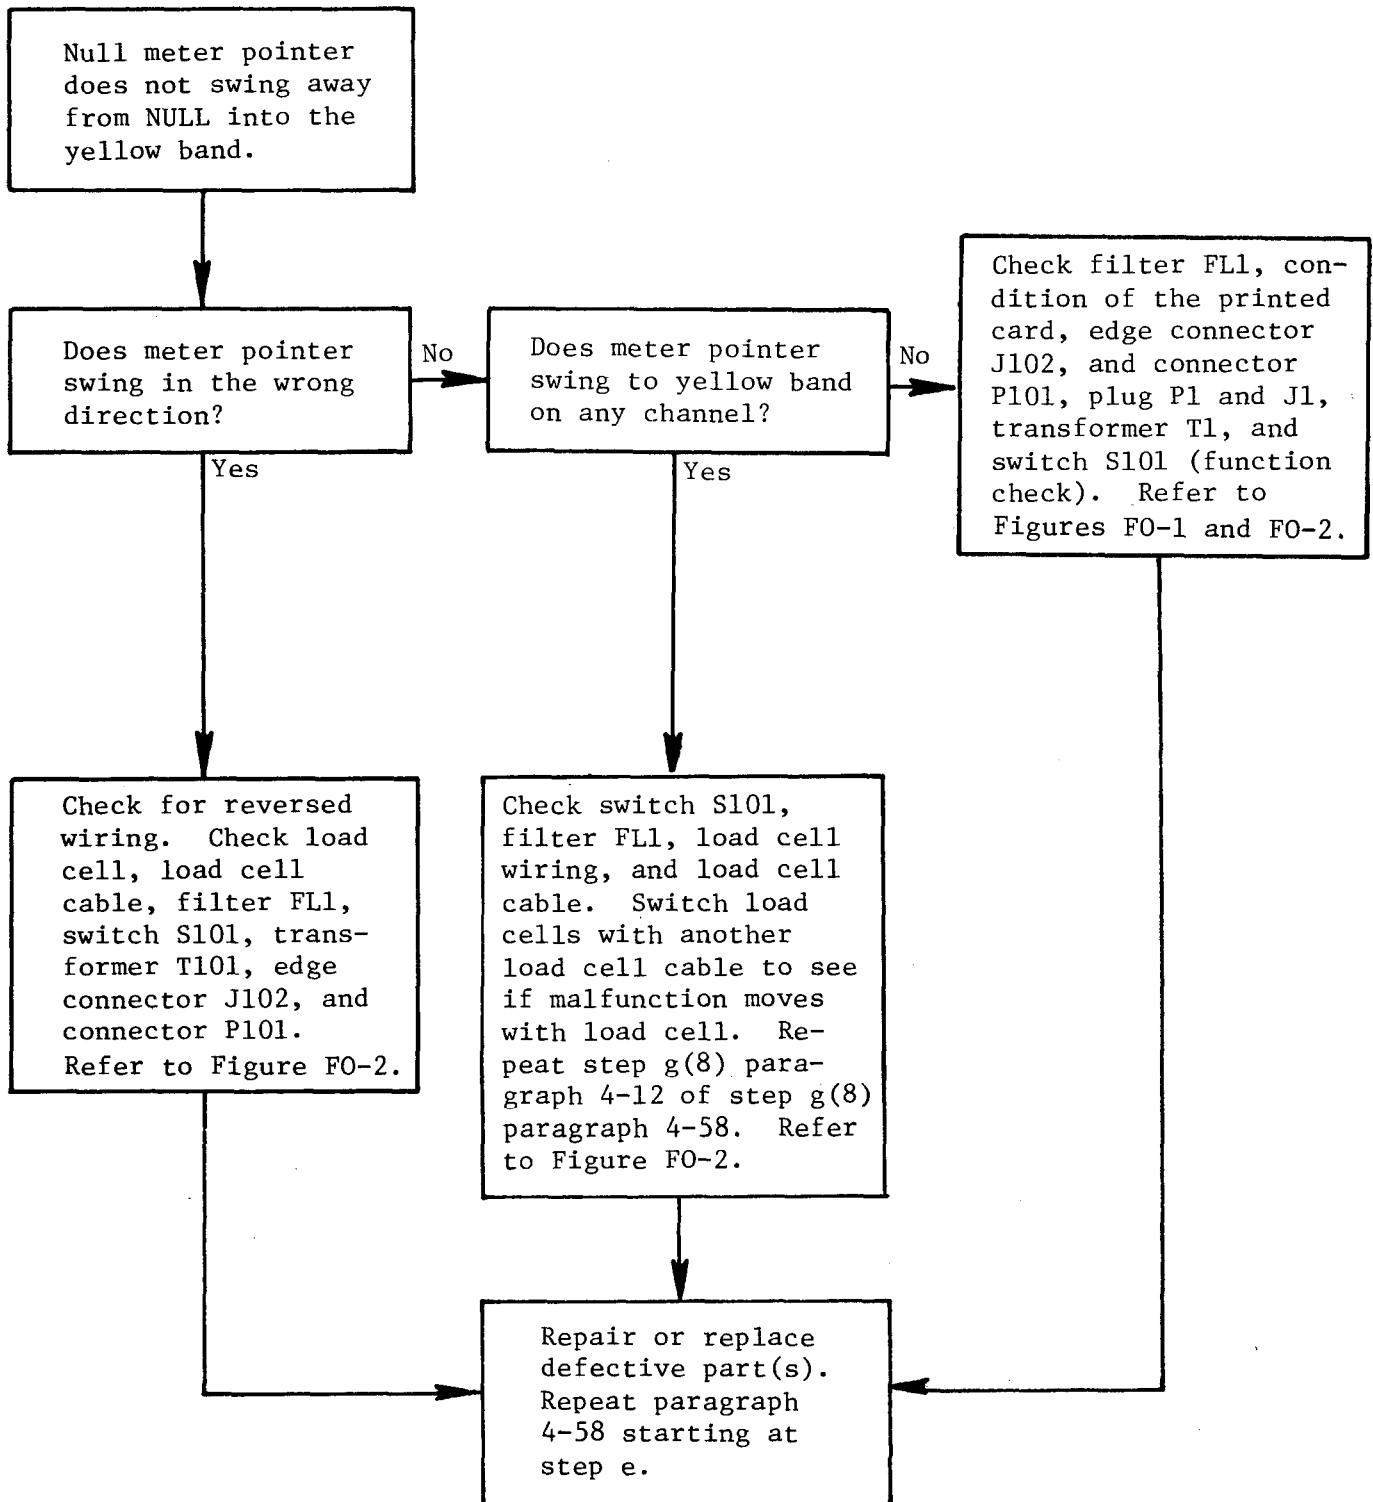 Null meter pointer
does not swing away
from NULL into the
yellow band.
Does meter pointer
swing in the wrong
direction?
No
Does meter pointer
swing to yellow band
on any channel?
No
Check filter FL1, con-
dition of the printed
card, edge connector
J102, and connector
P101, plug P1 and J1,
transformer T1, and
switch S101 (function
check). Refer to
Figures FO-1 and FO-2.
Yes
Yes
Check for reversed
wiring. Check load
cell, load cell
cable, filter FL1,
switch S101, trans-
former T101, edge
connector J102, and
connector P101.
Refer to Figure FO-2.
Check switch S101,
filter FL1, load cell
wiring, and load cell
cable. Switch load
cells with another
load cell cable to see
if malfunction moves
with load cell. Re-
peat step g(8) para-
graph 4-12 of step g(8)
paragraph 4-58. Refer
to Figure FO-2.
Repair or replace
defective part(s).
Repeat paragraph
4-58 starting at
step e.